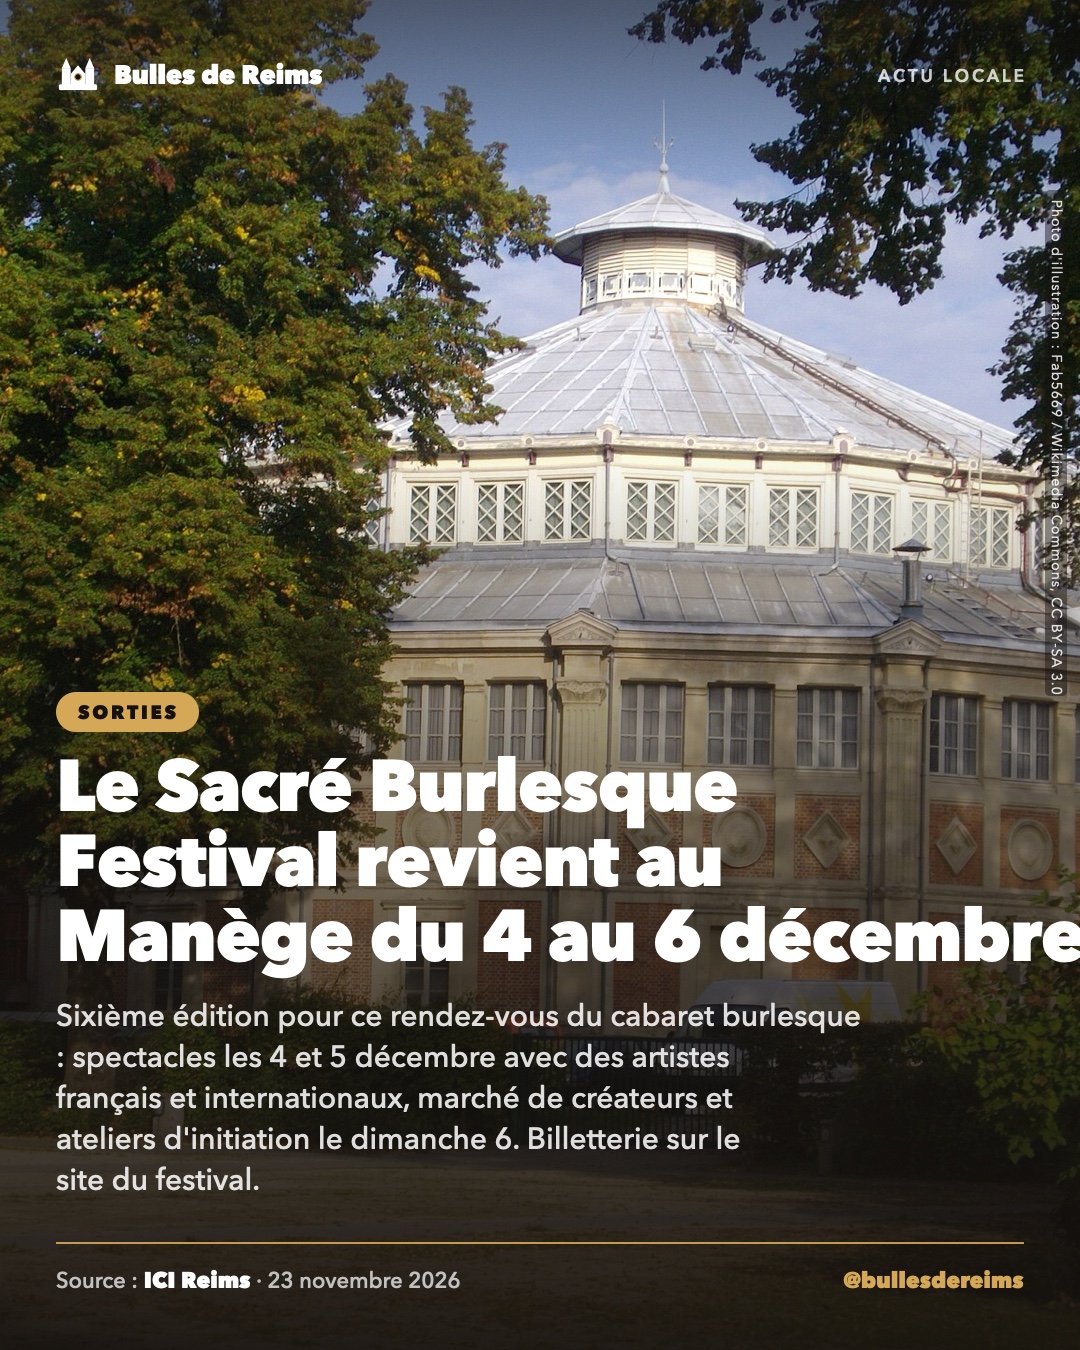 Bulles de Reims
ACTU LOCALE
Photo d'illustration : Fab5669 / Wikimedia Commons, CC BY-SA 3.0
SORTIES
Le Sacré Burlesque
Festival revient au
Manège du 4 au 6 décembre
Sixième édition pour ce rendez-vous du cabaret burlesque
: spectacles les 4 et 5 décembre avec des artistes
français et internationaux, marché de créateurs et
ateliers d'initiation le dimanche 6. Billetterie sur le
site du festival.
Source : ICI Reims · 23 novembre 2026
@bullesdereims